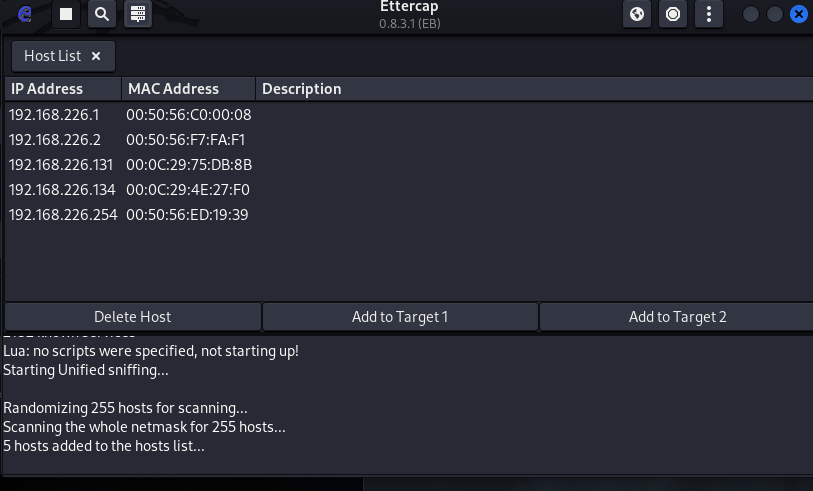 Ettercap
0.8.3.1 (EB)
Host List ×
IP Address MAC Address Description
192.168.226.1 00:50:56:C0:00:08
192.168.226.2 00:50:56:F7:FA:F1
192.168.226.131 00:0C:29:75:DB:8B
192.168.226.134 00:0C:29:4E:27:F0
192.168.226.254 00:50:56:ED:19:39
Delete Host Add to Target 1 Add to Target 2
known services
Lua: no scripts were specified, not starting up!
Starting Unified sniffing...
Randomizing 255 hosts for scanning...
Scanning the whole netmask for 255 hosts...
5 hosts added to the hosts list...